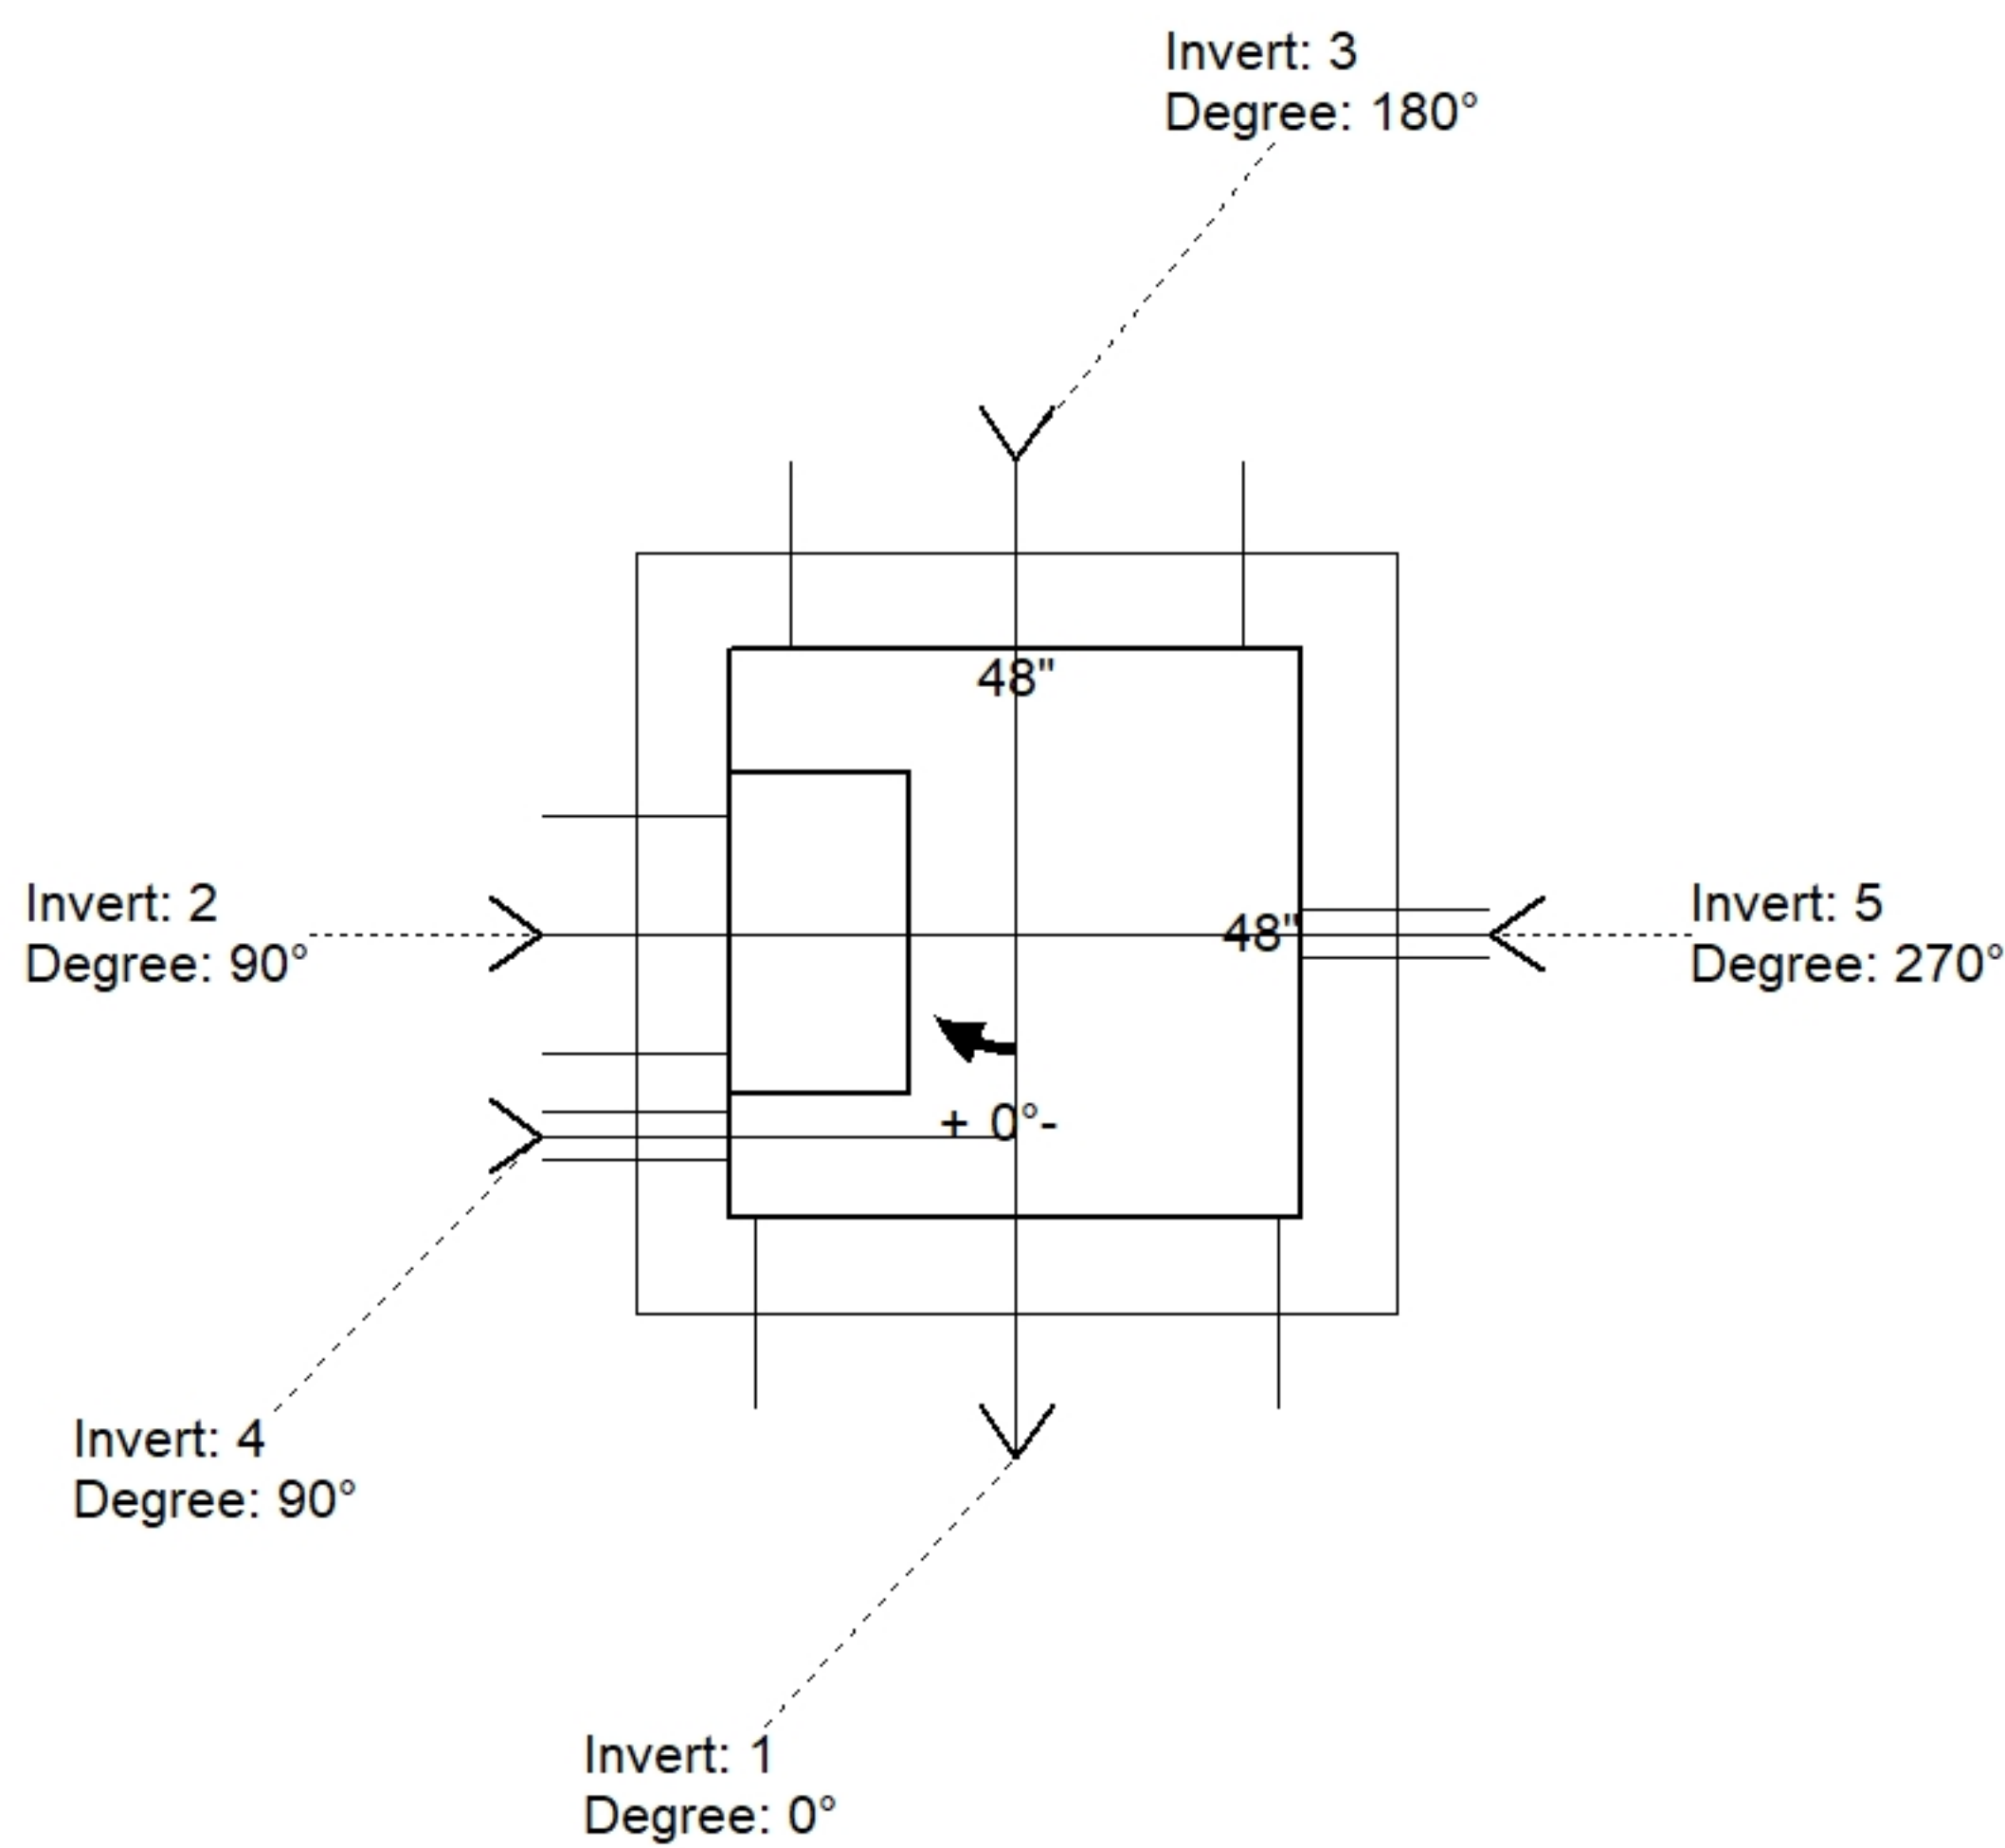 Invert: 3
Degree: 180°
48"
Invert: 2
Degree: 90°
48"
Invert: 5
Degree: 270°
+ 0°-
Invert: 4
Degree: 90°
Invert: 1
Degree: 0°